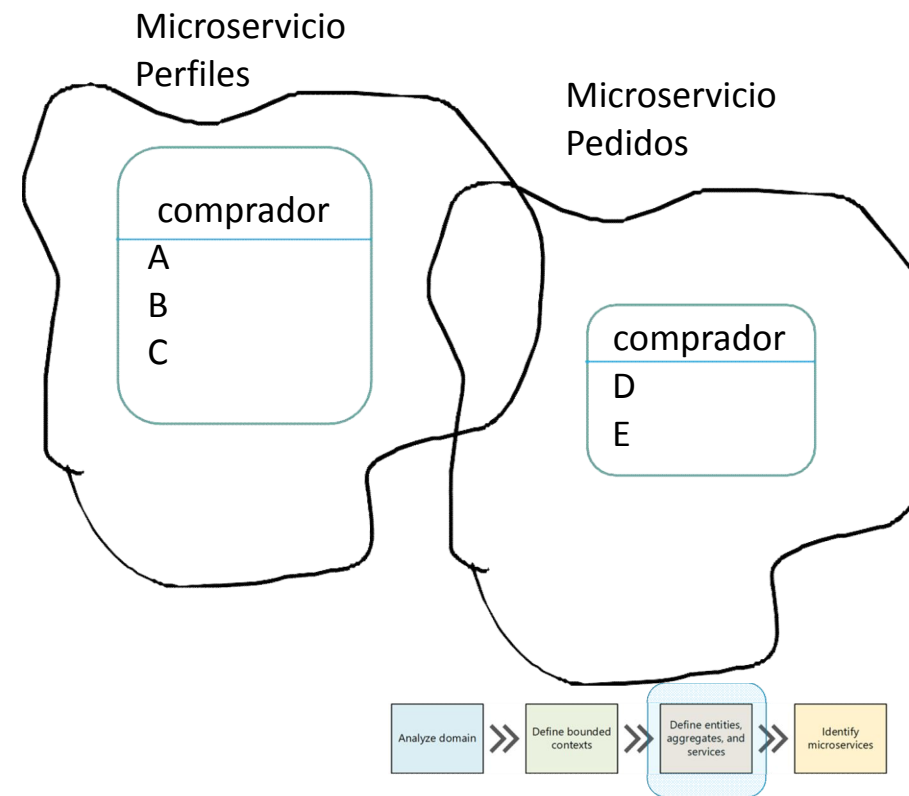 Microservicio
Perfiles
Microservicio
Pedidos
comprador
A
B
C
comprador
D
E
Analyze domain
Define bounded
contexts
Define entities,
aggregates, and
services
Identify
microservices